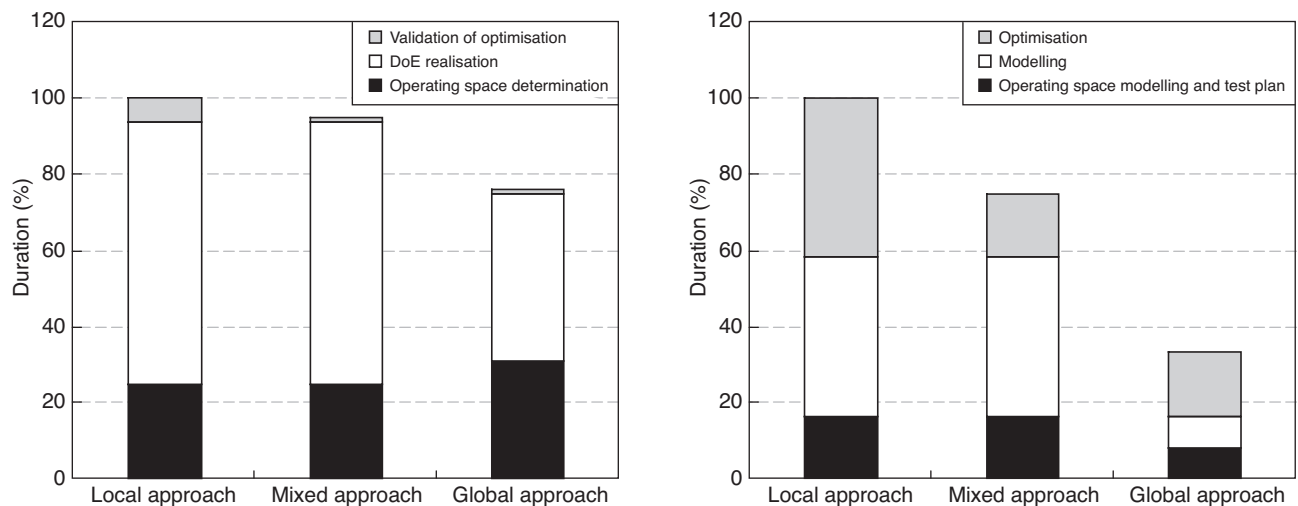 120
100
80
60
40
20
0
Duration (%)
Validation of optimisation
DoE realisation
Operating space determination
Local approach
Mixed approach
Global approach
120
100
80
60
40
20
0
Duration (%)
Optimisation
Modelling
Operating space modelling and test plan
Local approach
Mixed approach
Global approach